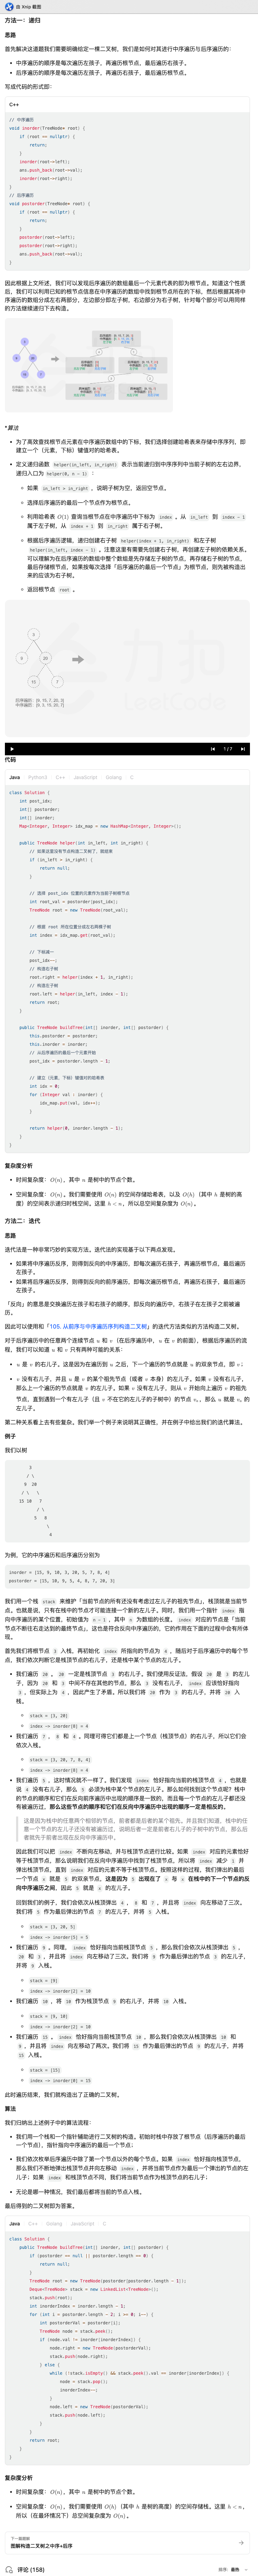 由 Xnip 截图
方法一：递归
思路
首先解决这道题我们需要明确给定一棵二叉树，我们是如何对其进行中序遍历与后序遍历的：
• 中序遍历的顺序是每次遍历左孩子，再遍历根节点，最后遍历右孩子。
• 后序遍历的顺序是每次遍历左孩子，再遍历右孩子，最后遍历根节点。
写成代码的形式即：
C++
// 中序遍历
void inorder(TreeNode* root) {
if (root == nullptr) {
return;
}
inorder(root->left);
ans.push_back(root->val);
inorder(root->right);
}
// 后序遍历
void postorder(TreeNode* root) {
if (root == nullptr) {
return;
}
postorder(root->left);
postorder(root->right);
ans.push_back(root->val);
}
因此根据上文所述，我们可以发现后序遍历的数组最后一个元素代表的即为根节点。知道这个性质
后，我们可以利用已知的根节点信息在中序遍历的数组中找到根节点所在的下标，然后根据其将中
序遍历的数组分成左右两部分，左边部分即左子树，右边部分为右子树，针对每个部分可以用同样
的方法继续递归下去构造。
*算法
• 为了高效查找根节点元素在中序遍历数组中的下标，我们选择创建哈希表来存储中序序列，即
建立一个（元素，下标）键值对的哈希表。
• 定义递归函数 helper(in_left, in_right) 表示当前递归到中序序列中当前子树的左右边界，
递归入口为 helper(0, n - 1) ：
◦ 如果 in_left > in_right ，说明子树为空，返回空节点。
◦ 选择后序遍历的最后一个节点作为根节点。
◦ 利用哈希表 O(1) 查询当根节点在中序遍历中下标为 index 。从 in_left 到 index - 1
属于左子树，从 index + 1 到 in_right 属于右子树。
◦ 根据后序遍历逻辑，递归创建右子树 helper(index + 1, in_right) 和左子树
helper(in_left, index - 1) 。注意这里有需要先创建右子树，再创建左子树的依赖关系。
可以理解为在后序遍历的数组中整个数组是先存储左子树的节点，再存储右子树的节点，
最后存储根节点，如果按每次选择「后序遍历的最后一个节点」为根节点，则先被构造出
来的应该为右子树。
◦ 返回根节点 root 。
3
9
20
15
7
后序遍历: [9, 15, 7, 20, 3]
中序遍历: [9, 3, 15, 20, 7]
力扣
LeetCode
1 / 7
代码
Java Python3 C++ JavaScript Golang C
class Solution {
int post_idx;
int[] postorder;
int[] inorder;
Map<Integer, Integer> idx_map = new HashMap<Integer, Integer>();
public TreeNode helper(int in_left, int in_right) {
// 如果这里没有节点构造二叉树了，就结束
if (in_left > in_right) {
return null;
}
// 选择 post_idx 位置的元素作为当前子树根节点
int root_val = postorder[post_idx];
TreeNode root = new TreeNode(root_val);
// 根据 root 所在位置分成左右两棵子树
int index = idx_map.get(root_val);
// 下标减一
post_idx--;
// 构造右子树
root.right = helper(index + 1, in_right);
// 构造左子树
root.left = helper(in_left, index - 1);
return root;
}
public TreeNode buildTree(int[] inorder, int[] postorder) {
this.postorder = postorder;
this.inorder = inorder;
// 从后序遍历的最后一个元素开始
post_idx = postorder.length - 1;
// 建立（元素，下标）键值对的哈希表
int idx = 0;
for (Integer val : inorder) {
idx_map.put(val, idx++);
}
return helper(0, inorder.length - 1);
}
}
复杂度分析
• 时间复杂度：O(n)，其中 n 是树中的节点个数。
• 空间复杂度：O(n)。我们需要使用 O(n) 的空间存储哈希表，以及 O(h)（其中 h 是树的高
度）的空间表示递归时栈空间。这里 h < n，所以总空间复杂度为 O(n)。
方法二：迭代
思路
迭代法是一种非常巧妙的实现方法。迭代法的实现基于以下两点发现。
• 如果将中序遍历反序，则得到反向的中序遍历，即每次遍历右孩子，再遍历根节点，最后遍历
左孩子。
• 如果将后序遍历反序，则得到反向的前序遍历，即每次遍历根节点，再遍历右孩子，最后遍历
左孩子。
「反向」的意思是交换遍历左孩子和右孩子的顺序，即反向的遍历中，右孩子在左孩子之前被遍
历。
因此可以使用和「105. 从前序与中序遍历序列构造二叉树」的迭代方法类似的方法构造二叉树。
对于后序遍历中的任意两个连续节点 u 和 v（在后序遍历中，u 在 v 的前面），根据后序遍历的流
程，我们可以知道 u 和 v 只有两种可能的关系：
• u 是 v 的右儿子。这是因为在遍历到 u 之后，下一个遍历的节点就是 u 的双亲节点，即 v；
• v 没有右儿子，并且 u 是 v 的某个祖先节点（或者 v 本身）的左儿子。如果 v 没有右儿子，
那么上一个遍历的节点就是 v 的左儿子。如果 v 没有左儿子，则从 v 开始向上遍历 v 的祖先
节点，直到遇到一个有左儿子（且 v 不在它的左儿子的子树中）的节点 vₐ，那么 u 就是 vₐ 的
左儿子。
第二种关系看上去有些复杂。我们举一个例子来说明其正确性，并在例子中给出我们的迭代算法。
例子
我们以树
3
/ \
9 20
/ \ \
15 10 7
/ \
5 8
\
4
为例，它的中序遍历和后序遍历分别为
inorder = [15, 9, 10, 3, 20, 5, 7, 8, 4]
postorder = [15, 10, 9, 5, 4, 8, 7, 20, 3]
我们用一个栈 stack 来维护「当前节点的所有还没有考虑过左儿子的祖先节点」，栈顶就是当前节
点。也就是说，只有在栈中的节点才可能连接一个新的左儿子。同时，我们用一个指针 index 指
向中序遍历的某个位置，初始值为 n - 1 ，其中 n 为数组的长度。 index 对应的节点是「当前节
点不断往右走达到的最终节点」，这也是符合反向中序遍历的，它的作用在下面的过程中会有所体
现。
首先我们将根节点 3 入栈，再初始化 index 所指向的节点为 4 ，随后对于后序遍历中的每个节
点，我们依次判断它是栈顶节点的右儿子，还是栈中某个节点的左儿子。
• 我们遍历 20 。 20 一定是栈顶节点 3 的右儿子。我们使用反证法，假设 20 是 3 的左儿
子，因为 20 和 3 中间不存在其他的节点，那么 3 没有右儿子， index 应该恰好指向
3 ，但实际上为 4 ，因此产生了矛盾。所以我们将 20 作为 3 的右儿子，并将 20 入
栈。
◦ stack = [3, 20]
◦ index -> inorder[8] = 4
• 我们遍历 7 ， 8 和 4 。同理可得它们都是上一个节点（栈顶节点）的右儿子，所以它们会
依次入栈。
◦ stack = [3, 20, 7, 8, 4]
◦ index -> inorder[8] = 4
• 我们遍历 5 ，这时情况就不一样了。我们发现 index 恰好指向当前的栈顶节点 4 ，也就是
说 4 没有右儿子，那么 5 必须为栈中某个节点的左儿子。那么如何找到这个节点呢？栈中
的节点的顺序和它们在反向前序遍历中出现的顺序是一致的，而且每一个节点的左儿子都还没
有被遍历过，那么这些节点的顺序和它们在反向中序遍历中出现的顺序一定是相反的。
这是因为栈中的任意两个相邻的节点，前者都是后者的某个祖先。并且我们知道，栈中的任
意一个节点的左儿子还没有被遍历过，说明后者一定是前者右儿子的子树中的节点，那么后
者就先于前者出现在反向中序遍历中。
因此我们可以把 index 不断向左移动，并与栈顶节点进行比较。如果 index 对应的元素恰好
等于栈顶节点，那么说明我们在反向中序遍历中找到了栈顶节点，所以将 index 减少 1 并
弹出栈顶节点，直到 index 对应的元素不等于栈顶节点。按照这样的过程，我们弹出的最后
一个节点 x 就是 5 的双亲节点，这是因为 5 出现在了 x 与 x 在栈中的下一个节点的反
向中序遍历之间，因此 5 就是 x 的左儿子。
回到我们的例子，我们会依次从栈顶弹出 4 ， 8 和 7 ，并且将 index 向左移动了三次。
我们将 5 作为最后弹出的节点 7 的左儿子，并将 5 入栈。
◦ stack = [3, 20, 5]
◦ index -> inorder[5] = 5
• 我们遍历 9 。同理， index 恰好指向当前栈顶节点 5 ，那么我们会依次从栈顶弹出 5 ，
20 和 3 ，并且将 index 向左移动了三次。我们将 9 作为最后弹出的节点 3 的左儿子，
并将 9 入栈。
◦ stack = [9]
◦ index -> inorder[2] = 10
• 我们遍历 10 ，将 10 作为栈顶节点 9 的右儿子，并将 10 入栈。
◦ stack = [9, 10]
◦ index -> inorder[2] = 10
• 我们遍历 15 。 index 恰好指向当前栈顶节点 10 ，那么我们会依次从栈顶弹出 10 和
9 ，并且将 index 向左移动了两次。我们将 15 作为最后弹出的节点 9 的左儿子，并将
15 入栈。
◦ stack = [15]
◦ index -> inorder[0] = 15
此时遍历结束，我们就构造出了正确的二叉树。
算法
我们归纳出上述例子中的算法流程：
• 我们用一个栈和一个指针辅助进行二叉树的构造。初始时栈中存放了根节点（后序遍历的最后
一个节点），指针指向中序遍历的最后一个节点；
• 我们依次枚举后序遍历中除了第一个节点以外的每个节点。如果 index 恰好指向栈顶节点，
那么我们不断地弹出栈顶节点并向左移动 index ，并将当前节点作为最后一个弹出的节点的左
儿子；如果 index 和栈顶节点不同，我们将当前节点作为栈顶节点的右儿子；
• 无论是哪一种情况，我们最后都将当前的节点入栈。
最后得到的二叉树即为答案。
Java C++ Golang JavaScript C
class Solution {
public TreeNode buildTree(int[] inorder, int[] postorder) {
if (postorder == null || postorder.length == 0) {
return null;
}
TreeNode root = new TreeNode(postorder[postorder.length - 1]);
Deque<TreeNode> stack = new LinkedList<TreeNode>();
stack.push(root);
int inorderIndex = inorder.length - 1;
for (int i = postorder.length - 2; i >= 0; i--) {
int postorderVal = postorder[i];
TreeNode node = stack.peek();
if (node.val != inorder[inorderIndex]) {
node.right = new TreeNode(postorderVal);
stack.push(node.right);
} else {
while (!stack.isEmpty() && stack.peek().val == inorder[inorderIndex]) {
node = stack.pop();
inorderIndex--;
}
node.left = new TreeNode(postorderVal);
stack.push(node.left);
}
}
return root;
}
}
复杂度分析
• 时间复杂度：O(n)，其中 n 是树中的节点个数。
• 空间复杂度：O(n)。我们需要使用 O(h)（其中 h 是树的高度）的空间存储栈。这里 h < n，
所以（在最坏情况下）总空间复杂度为 O(n)。
下一篇题解
图解构造二叉树之中序+后序
评论 (158)
排序: 最热